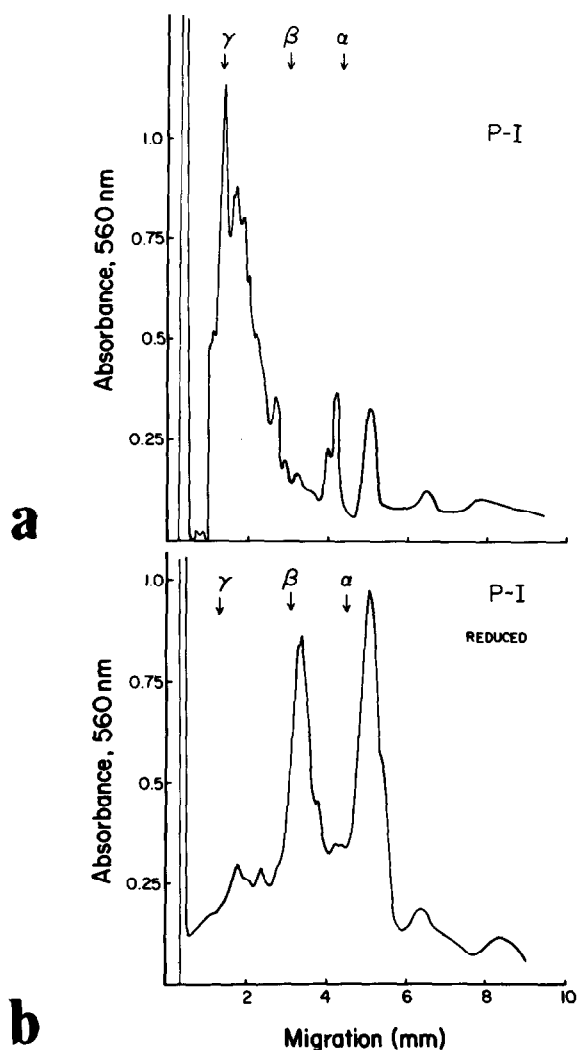 γ β α
P-I
1.0
0.75
0.5
0.25
Absorbance, 560 nm
a
γ β α
P-I
REDUCED
1.0
0.75
0.5
0.25
Absorbance, 560 nm
2 4 6 8 10
Migration (mm)
b